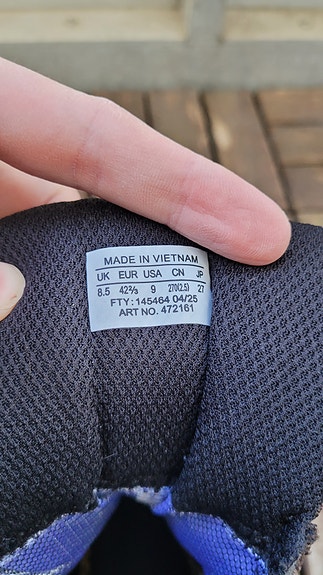 MADE IN VIETNAM
UK EUR USA CN JP
8.5 42⅔ 9 270(2.5) 27
FTY: 145464 04/25
ART NO. 472161